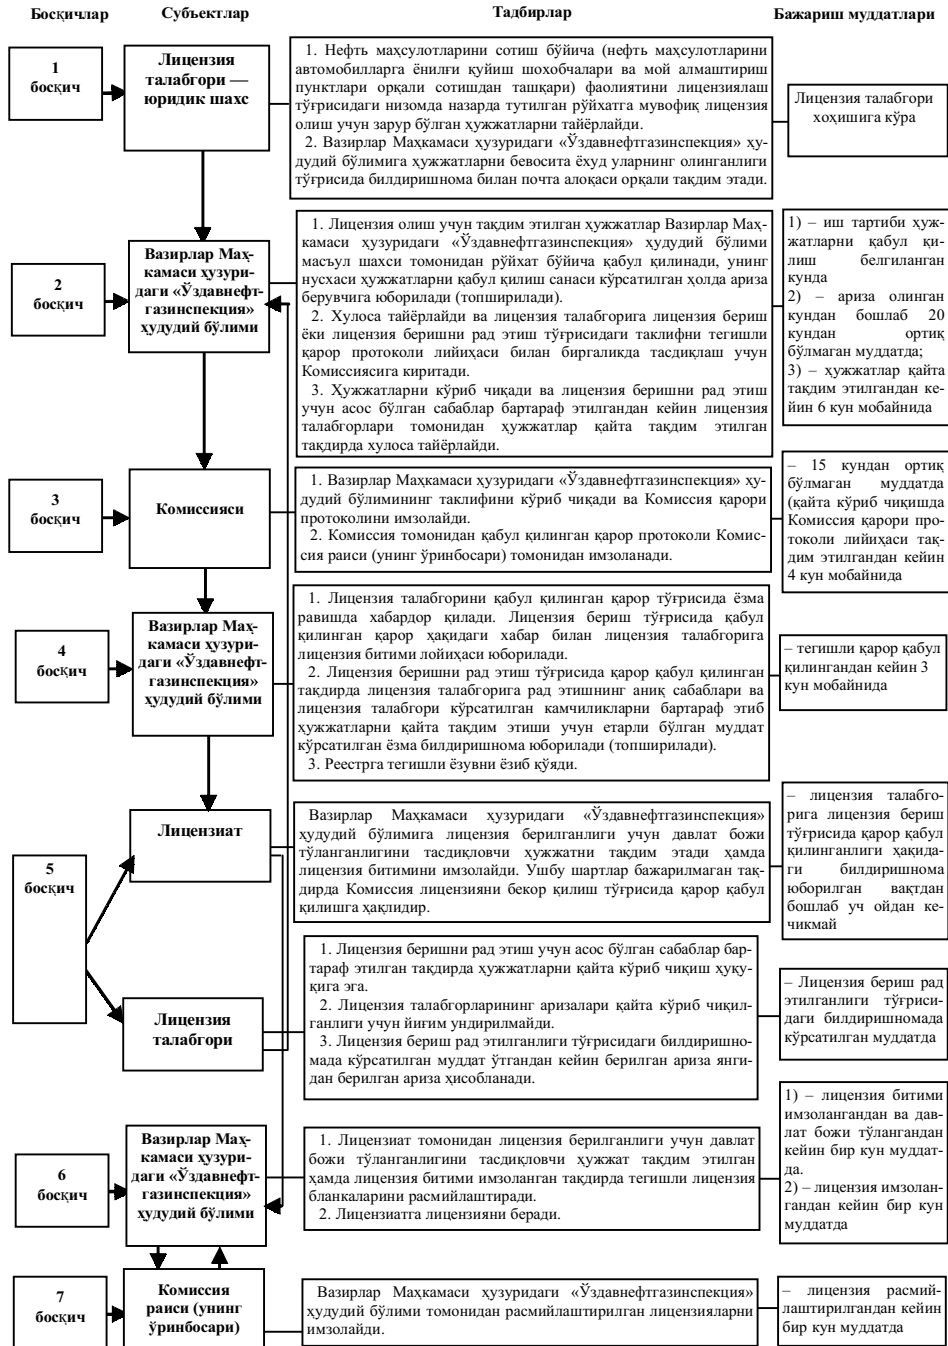 Босқичлар Субъектлар Тадбирлар Бажариш муддатлари
1
босқич
Лицензия
талабгори —
юридик шахс
1. Нефть маҳсулотларини сотиш бўйича (нефть маҳсулотларини
автомобилларга ёнилғи қуйиш шохобчалари ва мой алмаштириш
пунктлари орқали сотишдан ташқари) фаолиятини лицензиялаш
тўғрисидаги низомда назарда тутилган рўйхатга мувофиқ лицензия
олиш учун зарур бўлган ҳужжатларни тайёрлайди.
2. Вазирлар Маҳкамаси ҳузуридаги «Ўздавнефтгазинспекция» ҳу-
дудий бўлимига ҳужжатларни бевосита ёхуд уларнинг олинганлиги
тўғрисида билдиришнома билан почта алоқаси орқали тақдим этади.
Лицензия талабгори
хоҳишига кўра
2
босқич
Вазирлар Маҳ-
камаси ҳузури-
даги «Ўздавнефт-
газинспекция»
ҳудудий бўлими
1. Лицензия олиш учун тақдим этилган ҳужжатлар Вазирлар Маҳ-
камаси ҳузуридаги «Ўздавнефтгазинспекция» ҳудудий бўлими
масъул шахси томонидан рўйхат бўйича қабул қилинади, унинг
нусхаси ҳужжатларни қабул қилиш санаси кўрсатилган ҳолда ариза
берувчига юборилади (топширилади).
2. Хулоса тайёрлайди ва лицензия талабгорига лицензия бериш
ёки лицензия беришни рад этиш тўғрисидаги таклифни тегишли
қарор протоколи лийиҳаси билан биргаликда тасдиқлаш учун
Комиссиясига киритади.
3. Ҳужжатларни кўриб чиқади ва лицензия беришни рад этиш
учун асос бўлган сабаблар бартараф этилгандан кейин лицензия
талабгорлари томонидан ҳужжатлар қайта тақдим этилган
тақдирда хулоса тайёрлайди.
1) – иш тартиби ҳуж-
жатларни қабул қи-
лиш белгиланган
кунда
2) – ариза олинган
кундан бошлаб 20
кундан ортиқ
бўлмаган муддатда;
3) – ҳужжатлар қайта
тақдим этилгандан ке-
йин 6 кун мобайнида
3
босқич
Комиссияси
1. Вазирлар Маҳкамаси ҳузуридаги «Ўздавнефтгазинспекция» ҳу-
дудий бўлимининг таклифини кўриб чиқади ва Комиссия қарори
протоколини имзолайди.
2. Комиссия томонидан қабул қилинган қарор протоколи Комис-
сия раиси (унинг ўринбосари) томонидан имзоланади.
– 15 кундан ортиқ
бўлмаган муддатда
(қайта кўриб чиқишда
Комиссия қарори про-
токоли лийиҳаси тақ-
дим этилгандан кейин
4 кун мобайнида
4
босқич
Вазирлар Маҳ-
камаси ҳузури-
даги «Ўздавнефт-
газинспекция»
ҳудудий бўлими
1. Лицензия талабгорини қабул қилинган қарор тўғрисида ёзма
равишда хабардор қилади. Лицензия бериш тўғрисида қабул
қилинган қарор ҳақидаги хабар билан лицензия талабгорига
лицензия битими лойиҳаси юборилади.
2. Лицензия беришни рад этиш тўғрисида қарор қабул қилинган
тақдирда лицензия талабгорига рад этишнинг аниқ сабаблари ва
лицензия талабгори кўрсатилган камчиликларни бартараф этиб
ҳужжатларни қайта тақдим этиши учун етарли бўлган муддат
кўрсатилган ёзма билдиришнома юборилади (топширилади).
3. Реестрга тегишли ёзувни ёзиб қўяди.
– тегишли қарор қабул
қилингандан кейин 3
кун мобайнида
5
босқич
Лицензиат
Вазирлар Маҳкамаси ҳузуридаги «Ўздавнефтгазинспекция»
ҳудудий бўлимига лицензия берилганлиги учун давлат божи
тўланганлигини тасдиқловчи ҳужжатни тақдим этади ҳамда
лицензия битимини имзолайди. Ушбу шартлар бажарилмаган тақ-
дирда Комиссия лицензияни бекор қилиш тўғрисида қарор қабул
қилишга ҳақлидир.
– лицензия талабго-
рига лицензия бериш
тўғрисида қарор қабул
қилинганлиги ҳақида-
ги билдиришнома
юборилган вақтдан
бошлаб уч ойдан ке-
чикмай
Лицензия
талабгори
1. Лицензия беришни рад этиш учун асос бўлган сабаблар бар-
тараф этилган тақдирда ҳужжатларни қайта кўриб чиқиш ҳуқу-
қига эга.
2. Лицензия талабгорларининг аризалари қайта кўриб чиқил-
ганлиги учун йиғим ундирилмайди.
3. Лицензия бериш рад этилганлиги тўғрисидаги билдиришно-
мада кўрсатилган муддат ўтгандан кейин берилган ариза янги-
дан берилган ариза ҳисобланади.
– Лицензия бериш рад
этилганлиги тўғриси-
даги билдиришномада
кўрсатилган муддатда
6
босқич
Вазирлар Маҳ-
камаси ҳузури-
даги «Ўздавнефт-
газинспекция»
ҳудудий бўлими
1. Лицензиат томонидан лицензия берилганлиги учун давлат
божи тўланганлигини тасдиқловчи ҳужжат тақдим этилган
ҳамда лицензия битими имзоланган тақдирда тегишли лицензия
бланкаларини расмийлаштиради.
2. Лицензиатга лицензияни беради.
1) – лицензия битими
имзолангандан ва дав-
лат божи тўлангандан
кейин бир кун муддат-
да.
2) – лицензия имзолан-
гандан кейин бир кун
муддатда
7
босқич
Комиссия
раиси (унинг
ўринбосари)
Вазирлар Маҳкамаси ҳузуридаги «Ўздавнефтгазинспекция»
ҳудудий бўлими томонидан расмийлаштирилган лицензияларни
имзолайди.
– лицензия расмий-
лаштирилгандан кейин
бир кун муддатда